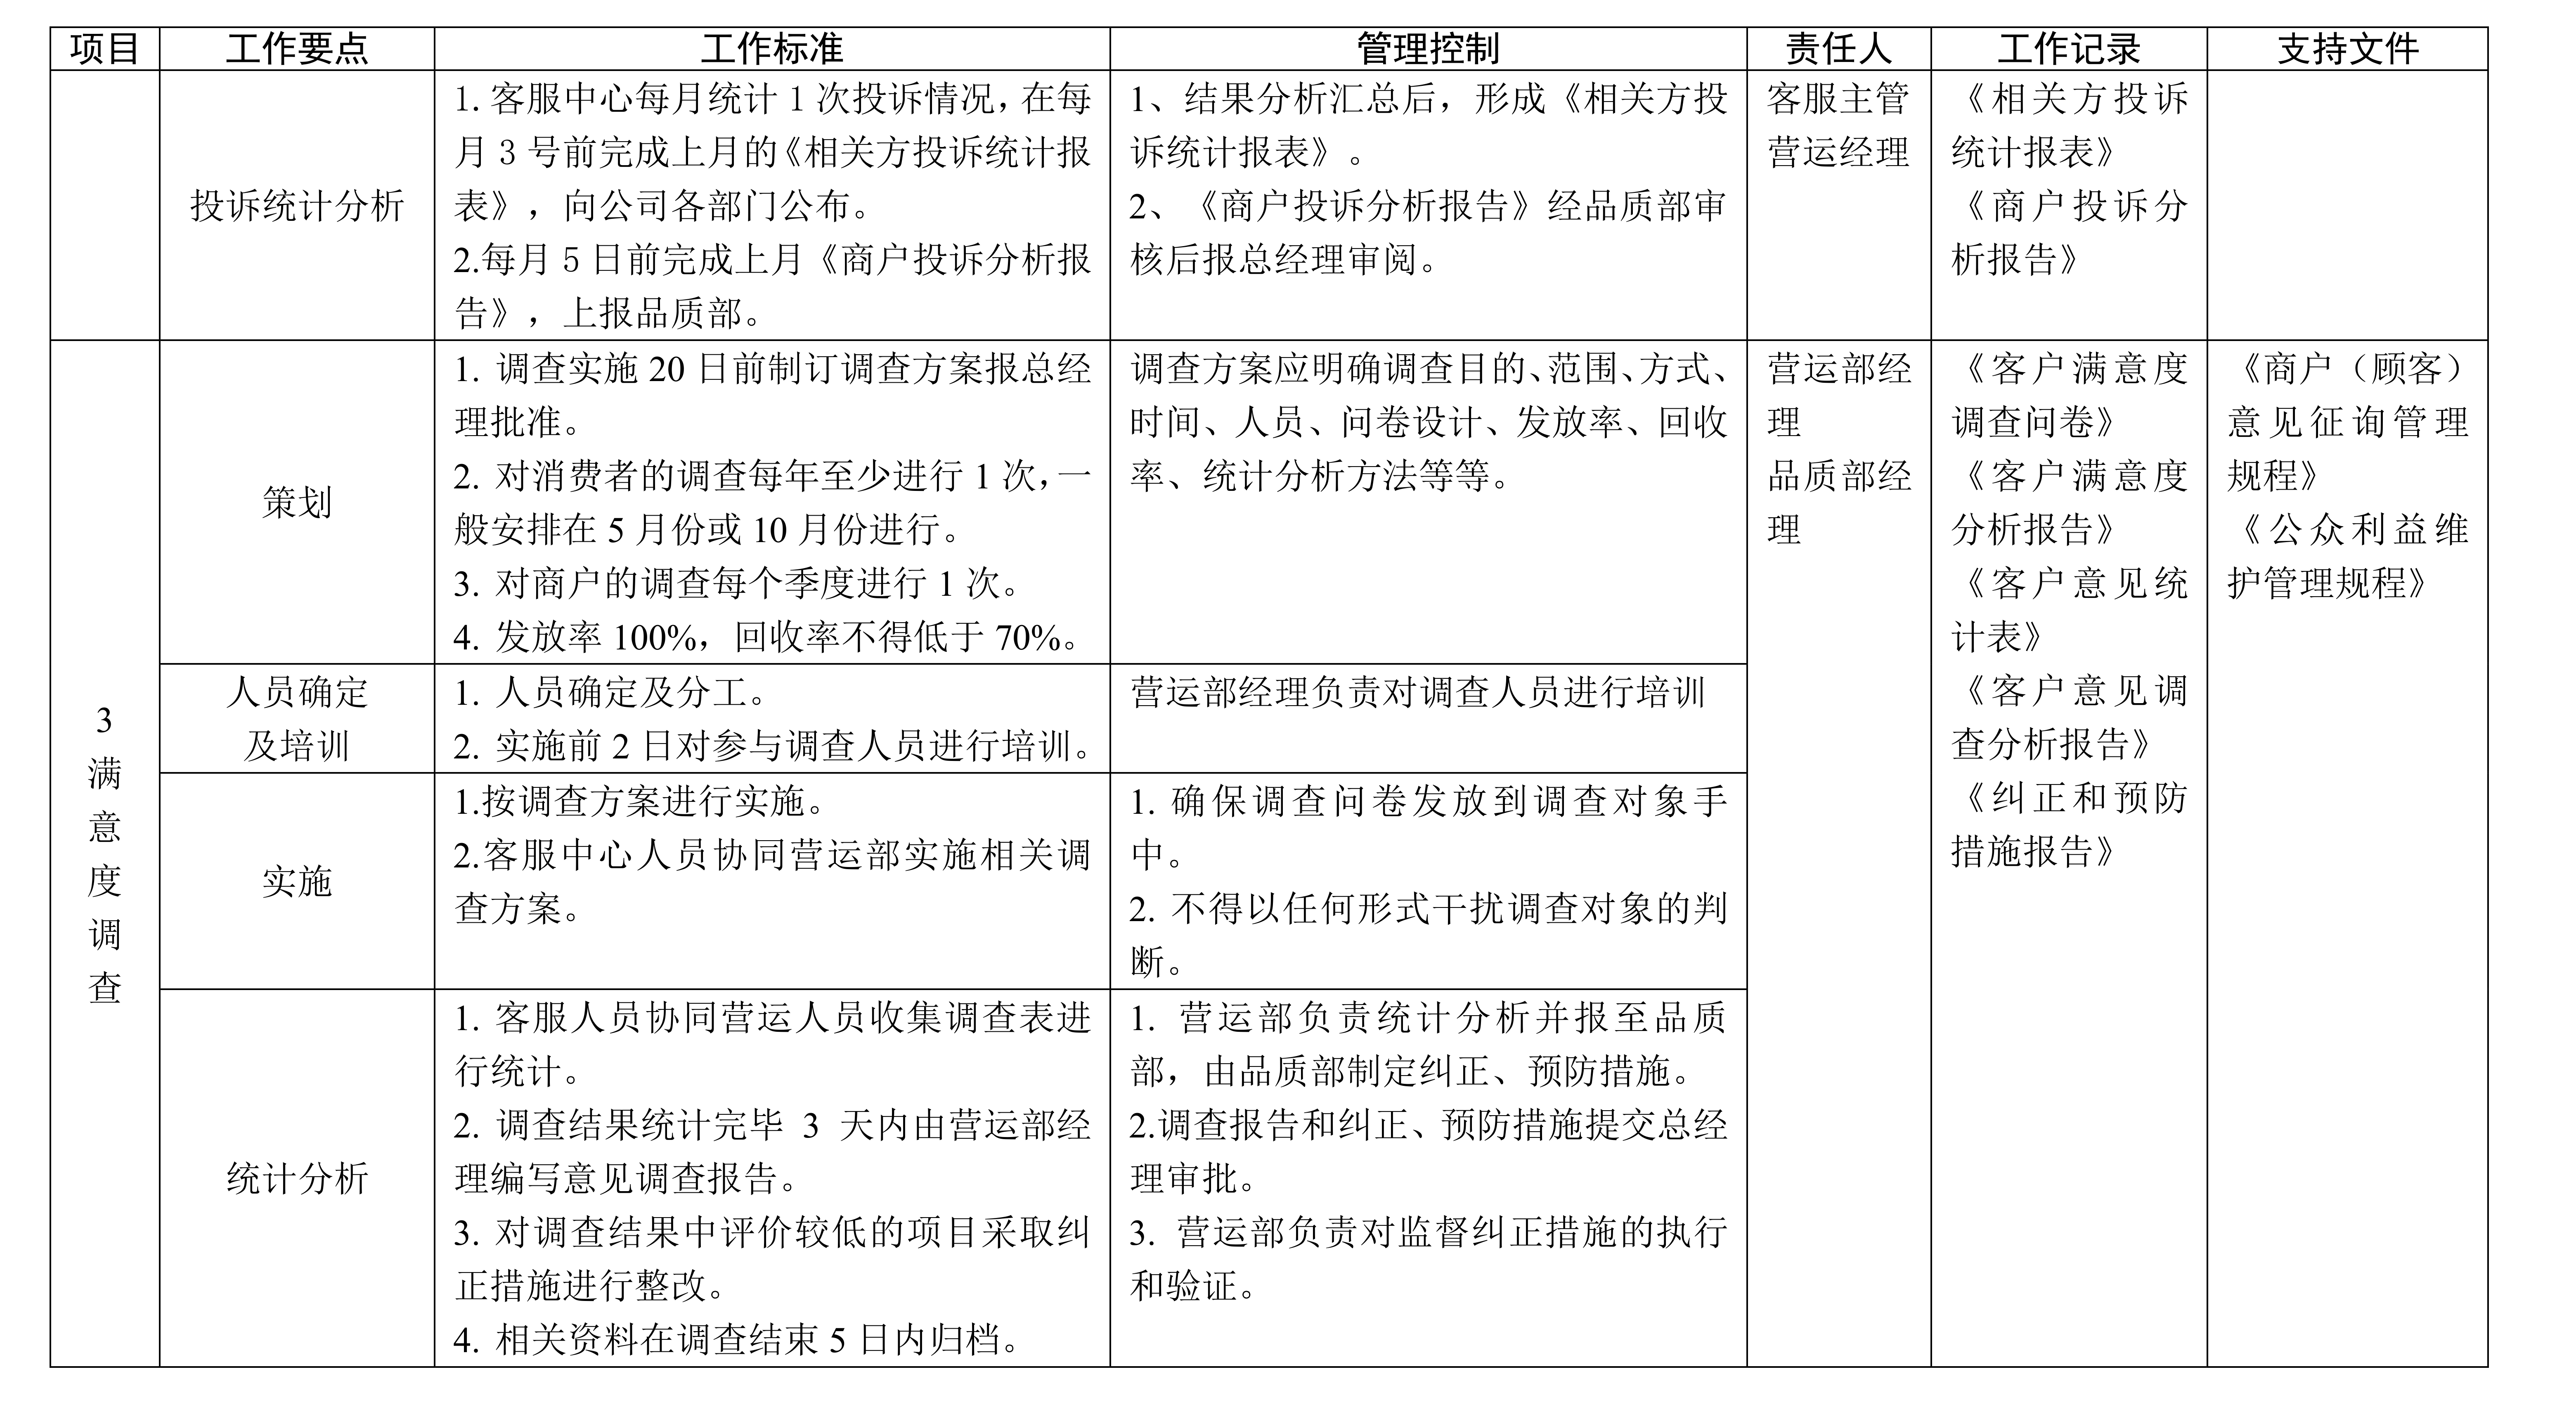 项目 工作要点 工作标准 管理控制 责任人 工作记录 支持文件
投诉统计分析
1. 客服中心每月统计 1 次投诉情况，在每
月 3 号前完成上月的《相关方投诉统计报
表》，向公司各部门公布。
2.每月 5 日前完成上月《商户投诉分析报
告》，上报品质部。
1、结果分析汇总后，形成《相关方投
诉统计报表》。
2、《商户投诉分析报告》经品质部审
核后报总经理审阅。
客服主管
营运经理
《相关方投诉
统计报表》
《商户投诉分
析报告》
3
满
意
度
调
查
策划
1. 调查实施 20 日前制订调查方案报总经
理批准。
2. 对消费者的调查每年至少进行 1 次，一
般安排在 5 月份或 10 月份进行。
3. 对商户的调查每个季度进行 1 次。
4. 发放率 100%，回收率不得低于 70%。
调查方案应明确调查目的、范围、方式、
时间、人员、问卷设计、发放率、回收
率、统计分析方法等等。
营运部经
理
品质部经
理
《客户满意度
调查问卷》
《客户满意度
分析报告》
《客户意见统
计表》
《客户意见调
查分析报告》
《纠正和预防
措施报告》
《商户（顾客）
意见征询管理
规程》
《公众利益维
护管理规程》
人员确定
及培训
1. 人员确定及分工。
2. 实施前 2 日对参与调查人员进行培训。
营运部经理负责对调查人员进行培训
实施
1.按调查方案进行实施。
2.客服中心人员协同营运部实施相关调
查方案。
1. 确保调查问卷发放到调查对象手
中。
2. 不得以任何形式干扰调查对象的判
断。
统计分析
1. 客服人员协同营运人员收集调查表进
行统计。
2. 调查结果统计完毕 3 天内由营运部经
理编写意见调查报告。
3. 对调查结果中评价较低的项目采取纠
正措施进行整改。
4. 相关资料在调查结束 5 日内归档。
1. 营运部负责统计分析并报至品质
部，由品质部制定纠正、预防措施。
2.调查报告和纠正、预防措施提交总经
理审批。
3. 营运部负责对监督纠正措施的执行
和验证。